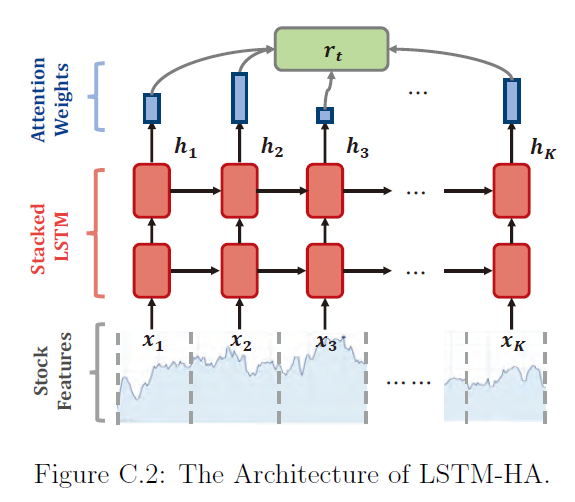 r_t
Attention
Weights
...
h_1 h_2 h_3 h_K
Stacked
LSTM
...
...
x_1 x_2 x_3 x_K
Stock
Features
... ...
Figure C.2: The Architecture of LSTM-HA.